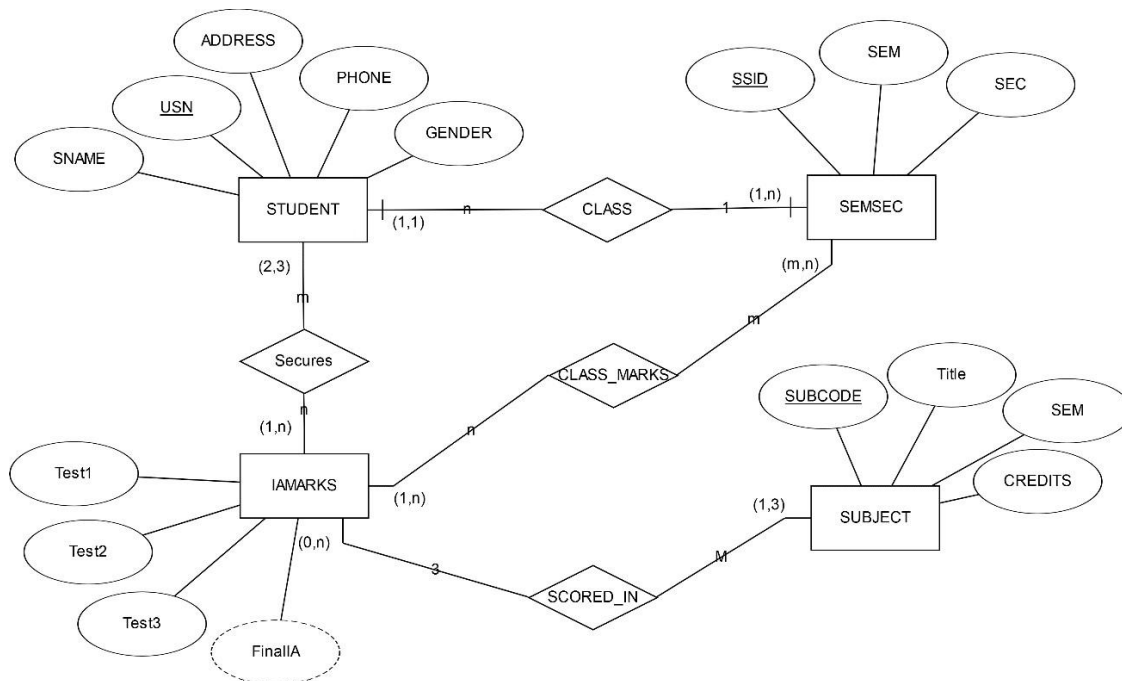 ADDRESS
SEM
PHONE
SSID
SEC
USN
GENDER
SNAME
STUDENT
(1,1)
n
CLASS
1
(1,n)
SEMSEC
(2,3)
(m,n)
m
m
Secures
CLASS_MARKS
n
n
(1,n)
Title
SUBCODE
SEM
CREDITS
Test1
IAMARKS
(1,n)
(1,3)
SUBJECT
Test2
(0,n)
3
M
SCORED_IN
Test3
FinalIA